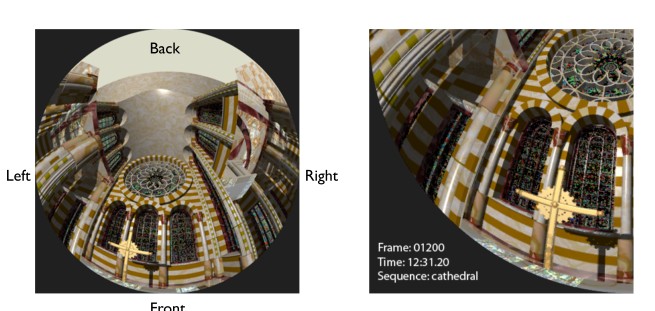 Back
Left
Right
Front
Frame: 01200
Time: 12:31.20
Sequence: cathedral